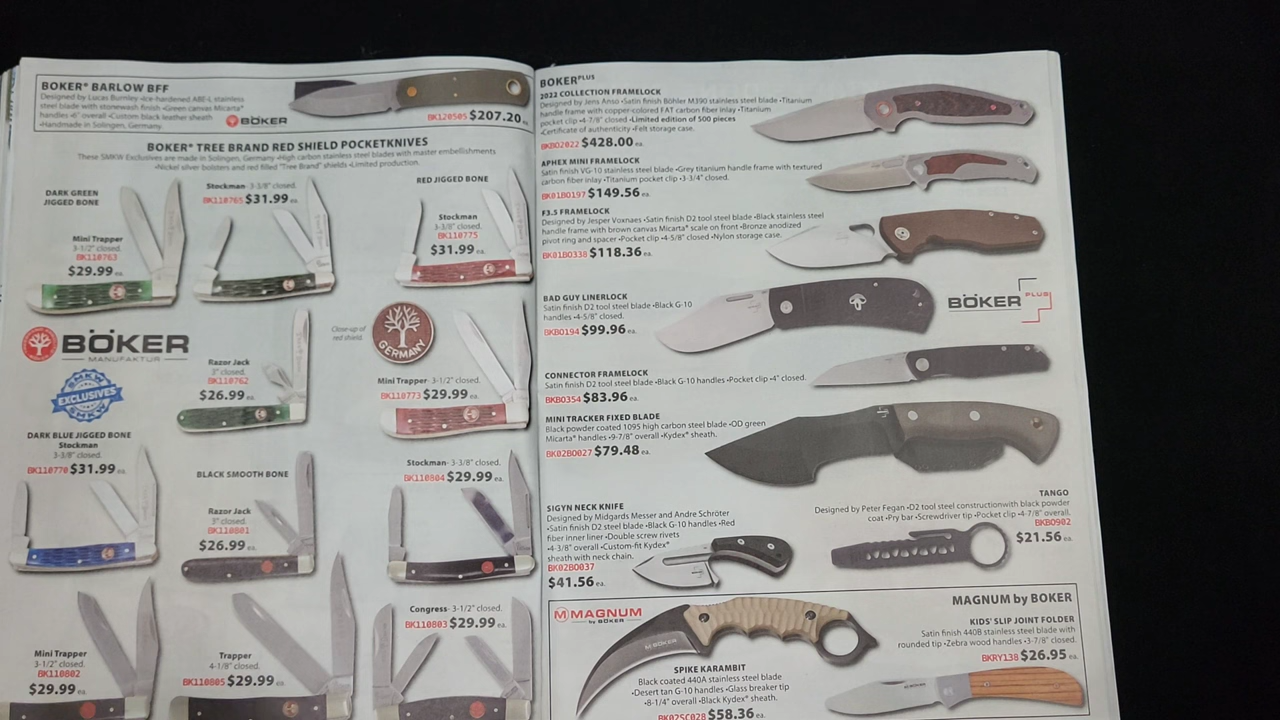 BOKER® BARLOW BFF
Designed by Lucas Burnley •Ice-hardened ABE-L stainless
steel blade with stonewash finish •Green canvas Micarta®
handles •6" overall •Custom black leather sheath
•Handmade in Solingen, Germany.
BÖKER
BK120505 $207.20 ea.
BOKER® TREE BRAND RED SHIELD POCKETKNIVES
These SMKW Exclusives are made in Solingen, Germany •High carbon stainless steel blades with master embellishments
•Nickel silver bolsters and red filled "Tree Brand" shields •Limited production.
DARK GREEN
JIGGED BONE
Mini Trapper
3-1/2" closed.
BK110763
$29.99 ea.
Stockman- 3-3/8" closed.
BK110765 $31.99 ea.
RED JIGGED BONE
Stockman
3-3/8" closed.
BK110775
$31.99 ea.
BÖKER
MANUFAKTUR
SMKW
EXCLUSIVES
SMKW
Razor Jack
3" closed.
BK110762
$26.99 ea.
Close-up of
red shield.
GERMANY
Mini Trapper- 3-1/2" closed.
BK110773 $29.99 ea.
DARK BLUE JIGGED BONE
Stockman
3-3/8" closed.
BK110770 $31.99 ea.
BLACK SMOOTH BONE
Razor Jack
3" closed.
BK110801
$26.99 ea.
Stockman- 3-3/8" closed.
BK110804 $29.99 ea.
Mini Trapper
3-1/2" closed.
BK110802
$29.99 ea.
Trapper
4-1/8" closed.
BK110805 $29.99 ea.
Congress- 3-1/2" closed.
BK110803 $29.99 ea.
BOKER PLUS
2022 COLLECTION FRAMELOCK
Designed by Jens Anso •Satin finish Böhler M390 stainless steel blade •Titanium
handle frame with copper-colored FAT carbon fiber inlay •Titanium
pocket clip •4-7/8" closed •Limited edition of 500 pieces
•Certificate of authenticity •Felt storage case.
BKBO2022 $428.00 ea.
APHEX MINI FRAMELOCK
Satin finish VG-10 stainless steel blade •Grey titanium handle frame with textured
carbon fiber inlay •Titanium pocket clip •3-3/4" closed.
BK01BO197 $149.56 ea.
F3.5 FRAMELOCK
Designed by Jesper Voxnaes •Satin finish D2 tool steel blade •Black stainless steel
handle frame with brown canvas Micarta® scale on front •Bronze anodized
pivot ring and spacer •Pocket clip •4-5/8" closed •Nylon storage case.
BK01BO338 $118.36 ea.
BAD GUY LINERLOCK
Satin finish D2 tool steel blade •Black G-10
handles •4-5/8" closed.
BKBO194 $99.96 ea.
BÖKER PLUS
CONNECTOR FRAMELOCK
Satin finish D2 tool steel blade •Black G-10 handles •Pocket clip •4" closed.
BKBO354 $83.96 ea.
MINI TRACKER FIXED BLADE
Black powder coated 1095 high carbon steel blade •OD green
Micarta® handles •9-7/8" overall •Kydex® sheath.
BK02BO027 $79.48 ea.
SIGYN NECK KNIFE
Designed by Midgards Messer and Andre Schröter
•Satin finish D2 steel blade •Black G-10 handles •Red
fiber inner liner •Double screw rivets
•4-3/8" overall •Custom-fit Kydex®
sheath with neck chain.
BK02BO037
$41.56 ea.
TANGO
Designed by Peter Fegan •D2 tool steel constructionwith black powder
coat •Pry bar •Screwdriver tip •Pocket clip •4-7/8" overall.
BKBO902
$21.56 ea.
MAGNUM
by BÖKER
M-BÖKER
SPIKE KARAMBIT
Black coated 440A stainless steel blade
•Desert tan G-10 handles •Glass breaker tip
•8-1/4" overall •Black Kydex® sheath.
BK02SC028 $58.36 ea.
MAGNUM by BOKER
KIDS' SLIP JOINT FOLDER
Satin finish 440B stainless steel blade with
rounded tip •Zebra wood handles •3-7/8" closed.
BKRY138 $26.95 ea.